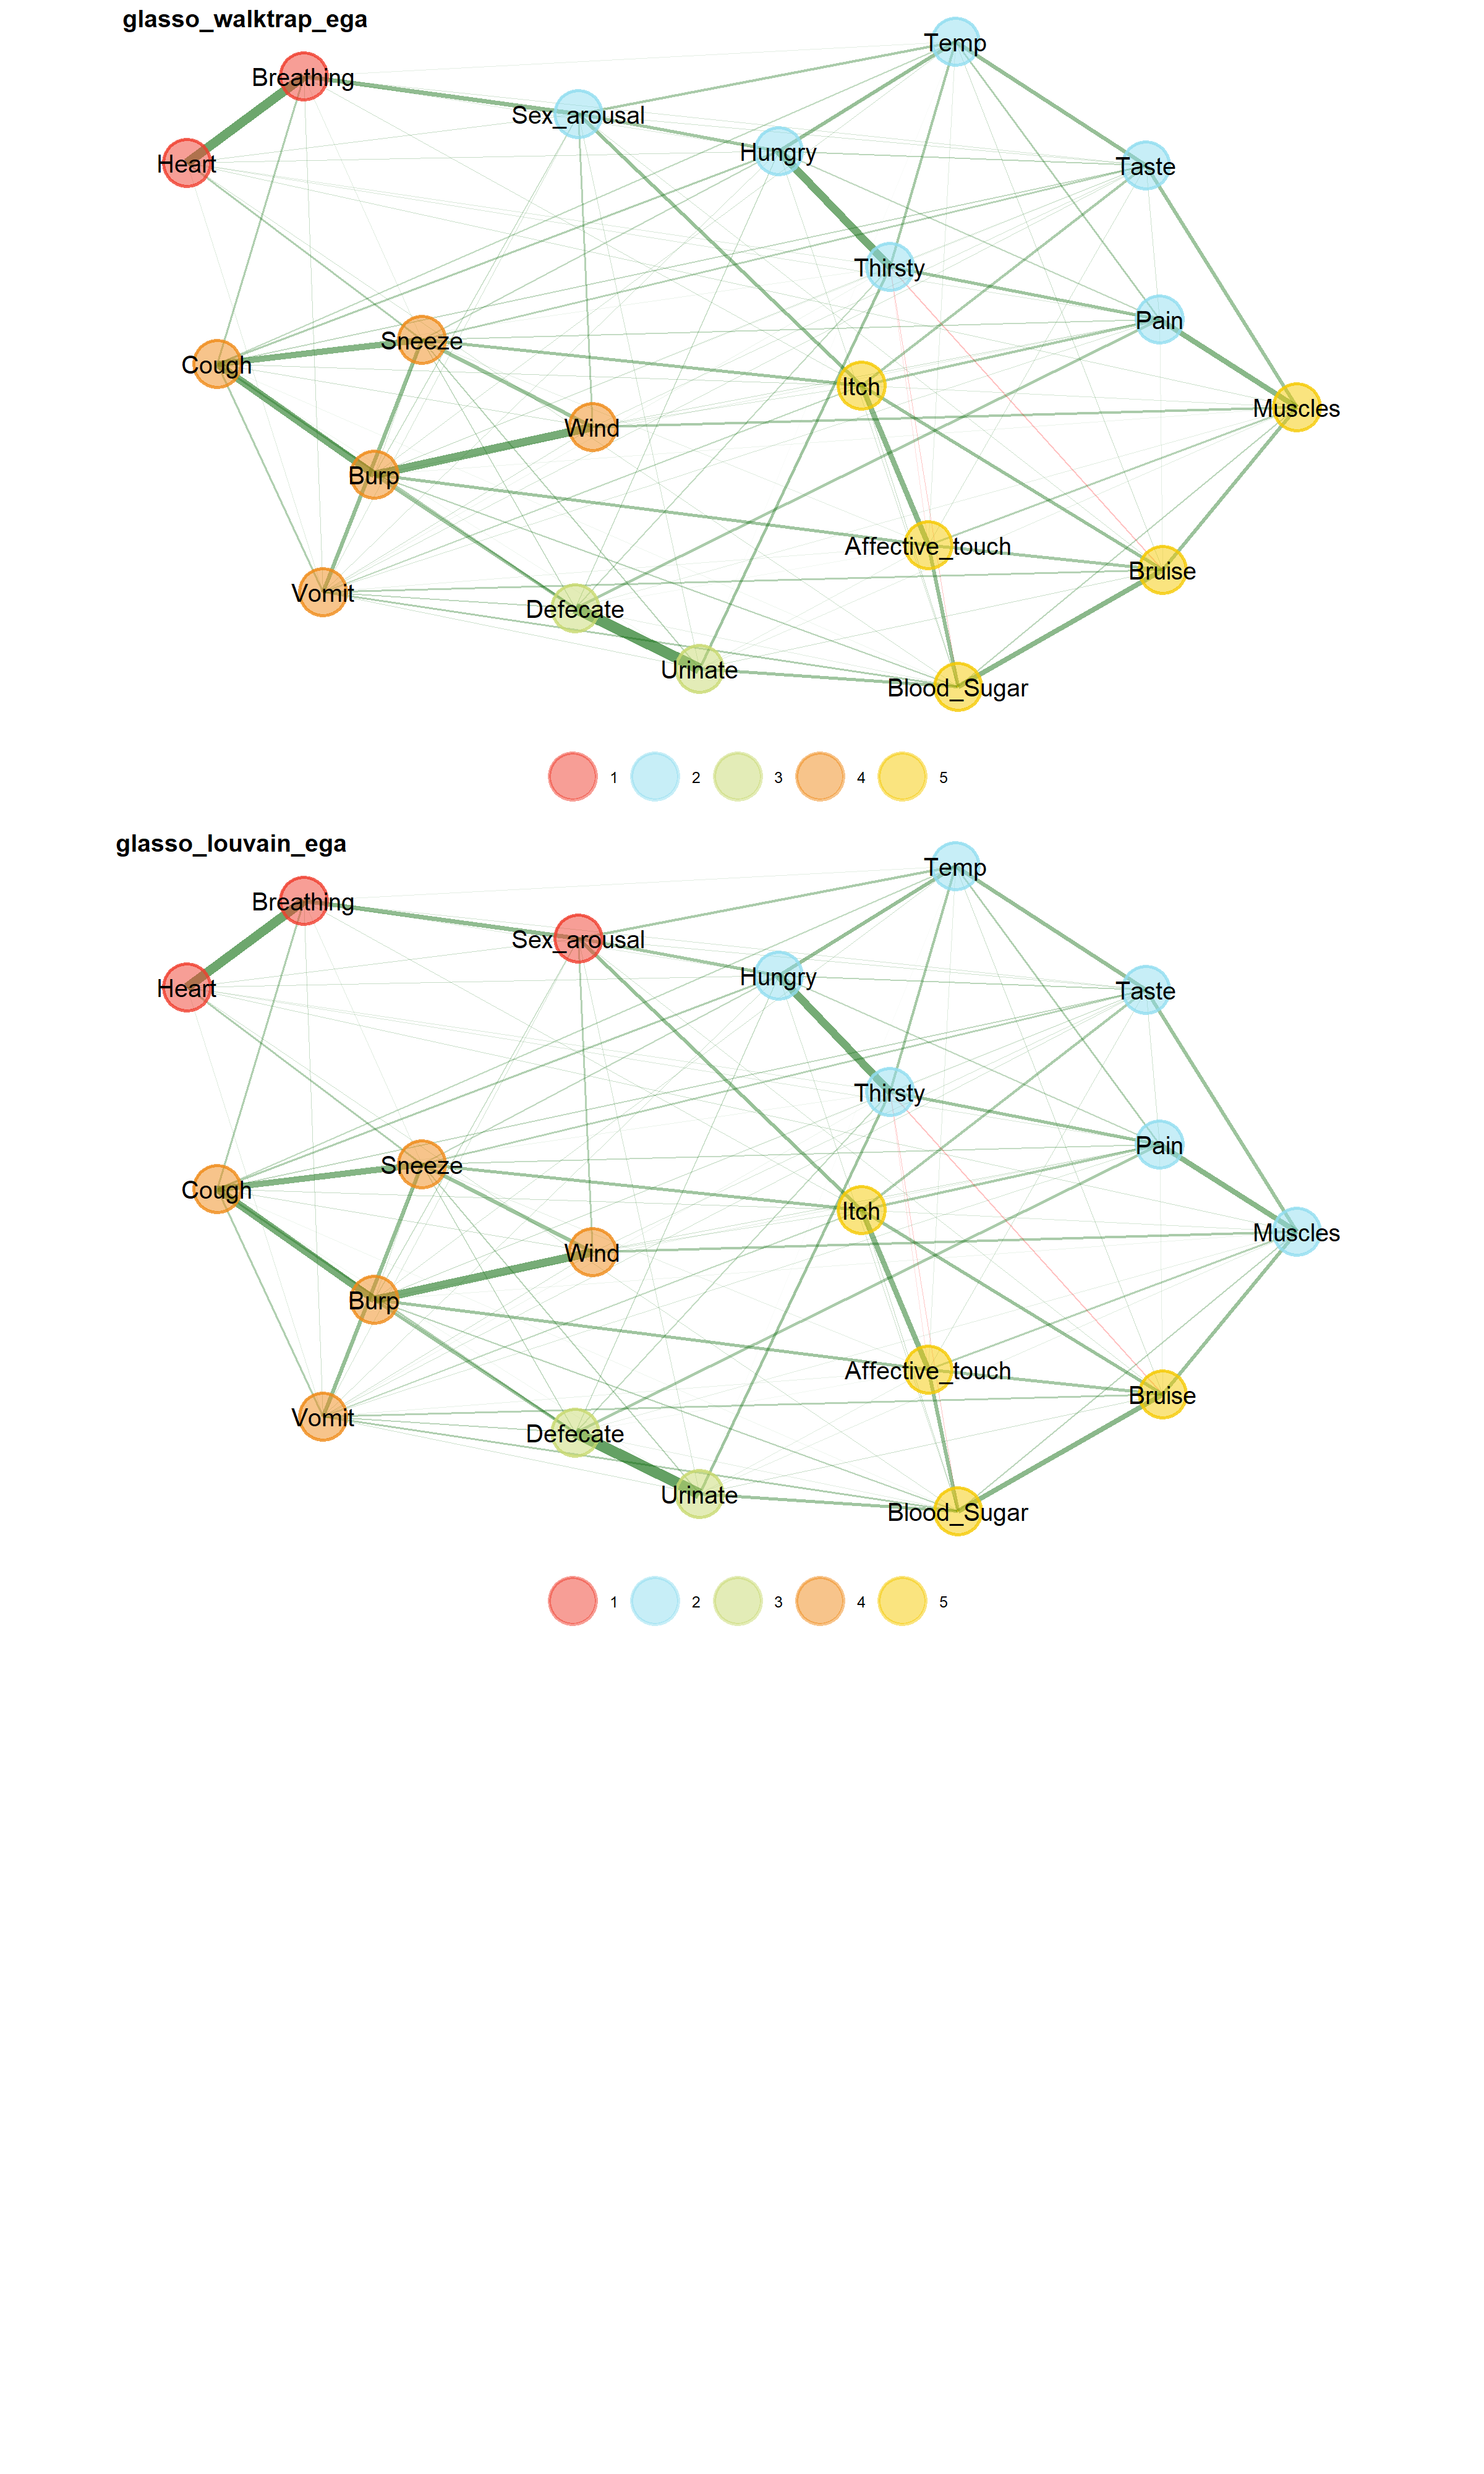 glasso_walktrap_ega
Temp
Breathing
Sex_arousal
Hungry
Heart
Taste
Thirsty
Pain
Sneeze
Cough
Itch
Muscles
Wind
Burp
Affective_touch
Bruise
Vomit
Defecate
Urinate
Blood_Sugar
1 2 3 4 5
glasso_louvain_ega
Temp
Breathing
Sex_arousal
Hungry
Heart
Taste
Thirsty
Pain
Sneeze
Cough
Itch
Muscles
Wind
Burp
Affective_touch
Bruise
Vomit
Defecate
Urinate
Blood_Sugar
1 2 3 4 5